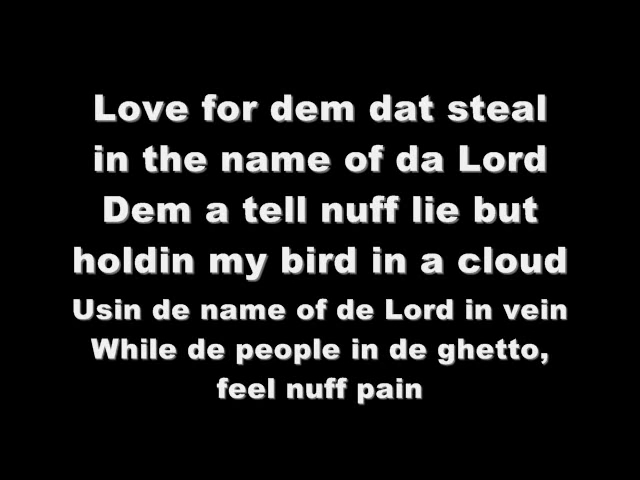 Love for dem dat steal
in the name of da Lord
Dem a tell nuff lie but
holdin my bird in a cloud
Usin de name of de Lord in vein
While de people in de ghetto,
feel nuff pain